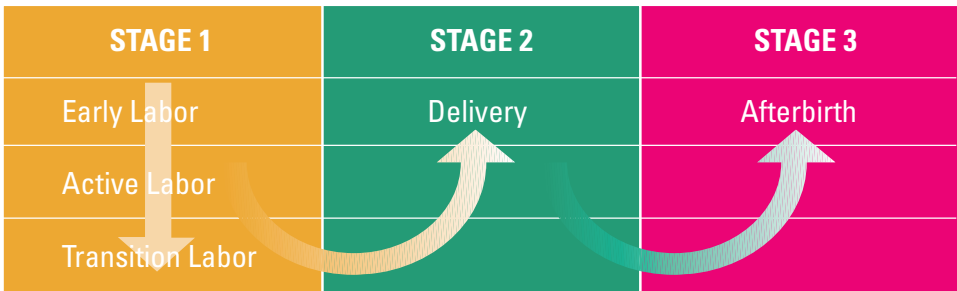 STAGE 1
STAGE 2
STAGE 3
Early Labor
Delivery
Afterbirth
Active Labor
Transition Labor